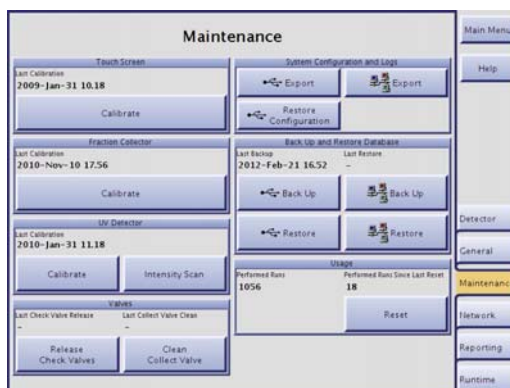 Maintenance
Touch Screen
Last Calibration
2009-Jan-31 10.18
Calibrate
Fraction Collector
Last Calibration
2010-Nov-10 17.56
Calibrate
UV Detector
Last Calibration
2010-Jan-31 11.18
Calibrate
Intensity Scan
Valves
Last Check Valve Release
Last Collect Valve Clean
-
-
Release
Check Valves
Clean
Collect Valve
System Configuration and Logs
Export
Export
Restore
Configuration
Back Up and Restore Database
Last Backup
Last Restore
2012-Feb-21 16.52
-
Back Up
Back Up
Restore
Restore
Usage
Performed Runs
Performed Runs Since Last Reset
1056
18
Reset
Main Menu
Help
Detector
General
Maintenanc
Network
Reporting
Runtime